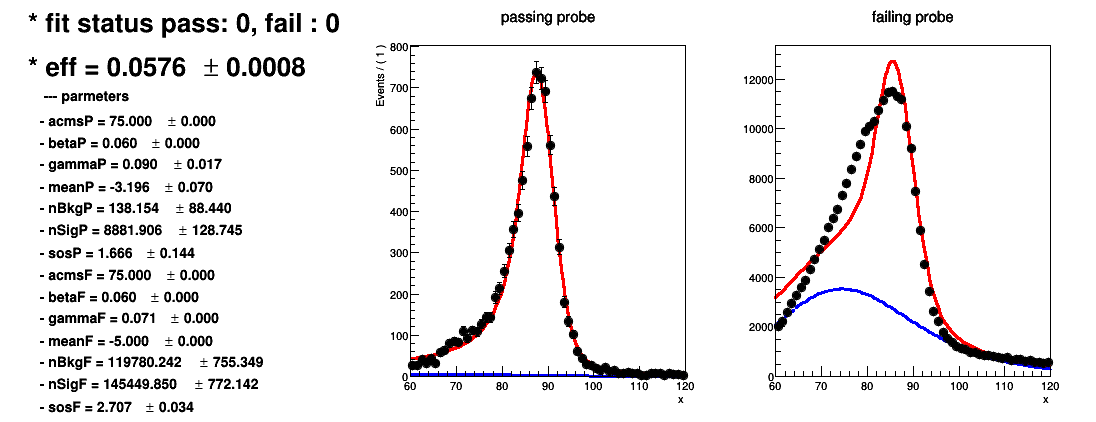 * fit status pass: 0, fail : 0
* eff = 0.0576 ± 0.0008
--- parmeters
- acmsP = 75.000 ± 0.000
- betaP = 0.060 ± 0.000
- gammaP = 0.090 ± 0.017
- meanP = -3.196 ± 0.070
- nBkgP = 138.154 ± 88.440
- nSigP = 8881.906 ± 128.745
- sosP = 1.666 ± 0.144
- acmsF = 75.000 ± 0.000
- betaF = 0.060 ± 0.000
- gammaF = 0.071 ± 0.000
- meanF = -5.000 ± 0.000
- nBkgF = 119780.242 ± 755.349
- nSigF = 145449.850 ± 772.142
- sosF = 2.707 ± 0.034
passing probe
Events / ( 1 )
800
700
600
500
400
300
200
100
0
60 70 80 90 100 110 120
x
failing probe
12000
10000
8000
6000
4000
2000
0
60 70 80 90 100 110 120
x